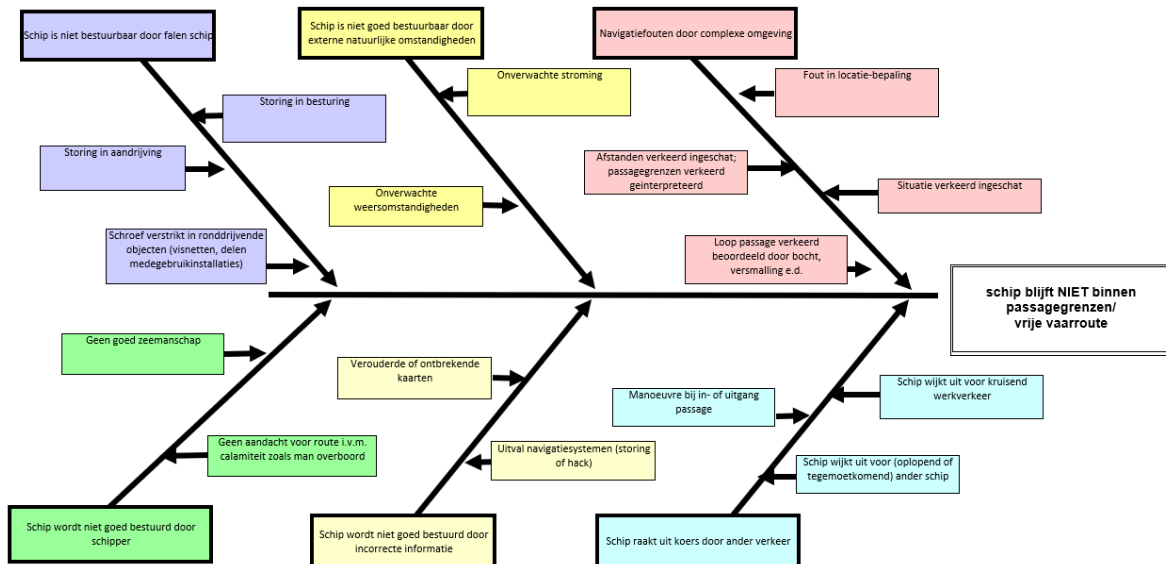 Schip is niet bestuurbaar door falen schip
Schip is niet goed bestuurbaar door
externe natuurlijke omstandigheden
Navigatiefouten door complexe omgeving
Onverwachte stroming
Fout in locatie-bepaling
Storing in besturing
Storing in aandrijving
Afstanden verkeerd ingeschat;
passagegrenzen verkeerd
geinterpreteerd
Situatie verkeerd ingeschat
Onverwachte
weersomstandigheden
Schroef verstrikt in ronddrijvende
objecten (visnetten, delen
medegebruikinstallaties)
Loop passage verkeerd
beoordeeld door bocht,
versmalling e.d.
schip blijft NIET binnen
passagegrenzen/
vrije vaarroute
Geen goed zeemanschap
Verouderde of ontbrekende
kaarten
Manoeuvre bij in- of uitgang
passage
Schip wijkt uit voor kruisend
werkverkeer
Geen aandacht voor route i.v.m.
calamiteit zoals man overboord
Uitval navigatiesystemen (storing
of hack)
Schip wijkt uit voor (oplopend of
tegemoetkomend) ander schip
Schip wordt niet goed bestuurd door
schipper
Schip wordt niet goed bestuurd door
incorrecte informatie
Schip raakt uit koers door ander verkeer